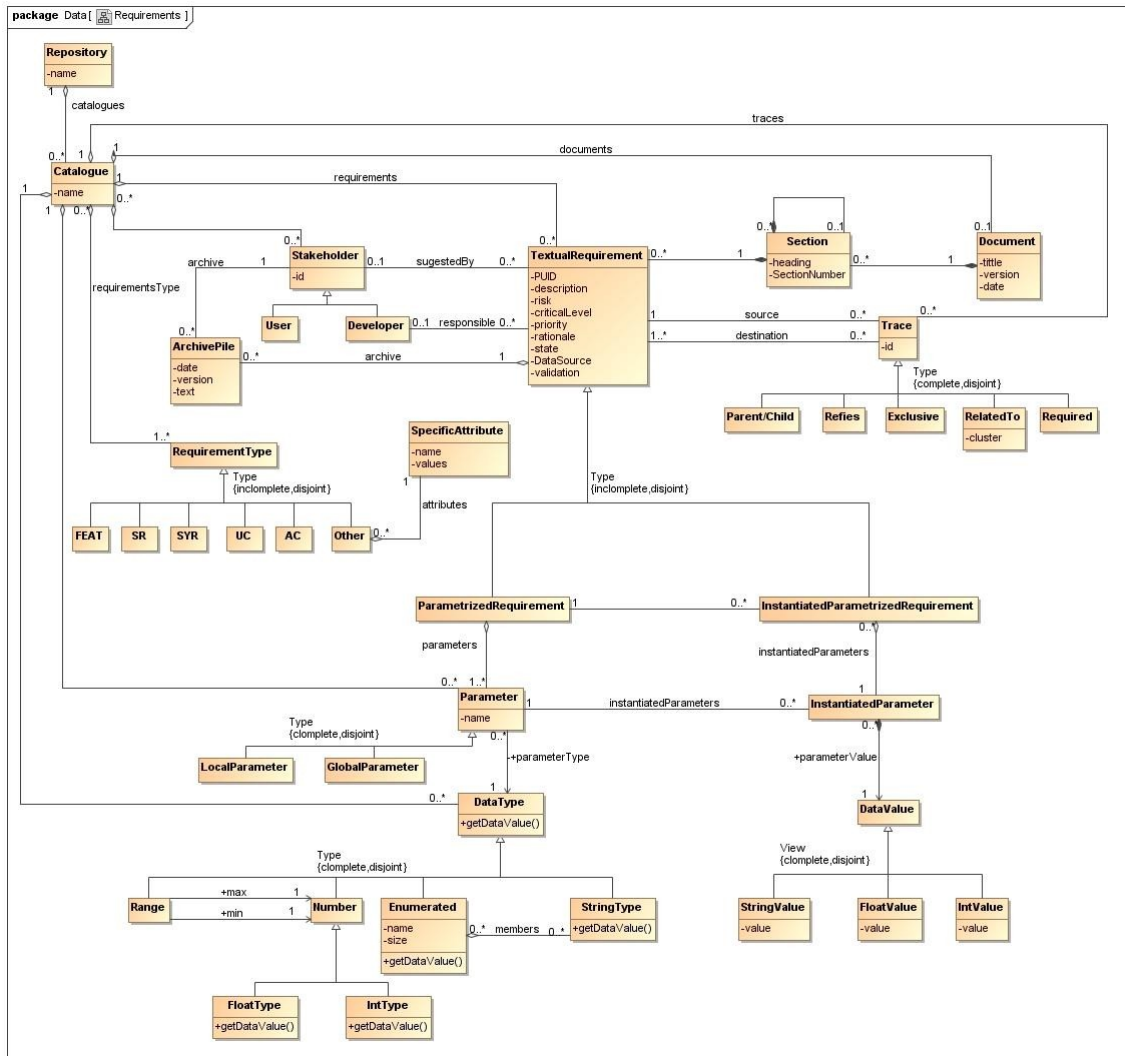 package Data [ Requirements ]
Repository
-name
1
catalogues
traces
0..*
1
1
documents
Catalogue
-name
1
1
requirements
1
0..*
0..*
0..*
0..*
0..*
0..1
0..1
Stakeholder
-id
archive
1
0..1
sugestedBy
0..*
TextualRequirement
-PUID
-description
-risk
-criticalLevel
-priority
-rationale
-state
-DataSource
-validation
0..*
1
Section
-heading
-SectionNumber
0..*
1
Document
-tittle
-version
-date
requirementsType
User
Developer
0..1
responsible
0..*
1
source
0..*
1..*
destination
0..*
Trace
-id
0..*
0..*
ArchivePile
-date
-version
-text
0..*
archive
1
Type
{complete,disjoint}
Parent/Child
Refies
Exclusive
RelatedTo
-cluster
Required
1..*
RequirementType
SpecificAttribute
-name
-values
Type
{inclomplete,disjoint}
1
attributes
Type
{inclomplete,disjoint}
FEAT
SR
SYR
UC
AC
Other
0..*
ParametrizedRequirement
1
0..*
InstantiatedParametrizedRequirement
0..*
parameters
instantiatedParameters
0..*
1..*
1
Parameter
-name
1
instantiatedParameters
0..*
InstantiatedParameter
Type
{clomplete,disjoint}
0..*
0..*
LocalParameter
GlobalParameter
+parameterType
+parameterValue
0..*
1
1
DataType
+getDataValue()
DataValue
Type
{clomplete,disjoint}
View
{clomplete,disjoint}
Range
+max
1
+min
1
Number
Enumerated
-name
-size
+getDataValue()
0..*
members
0..*
StringType
+getDataValue()
StringValue
-value
FloatValue
-value
IntValue
-value
FloatType
+getDataValue()
IntType
+getDataValue()